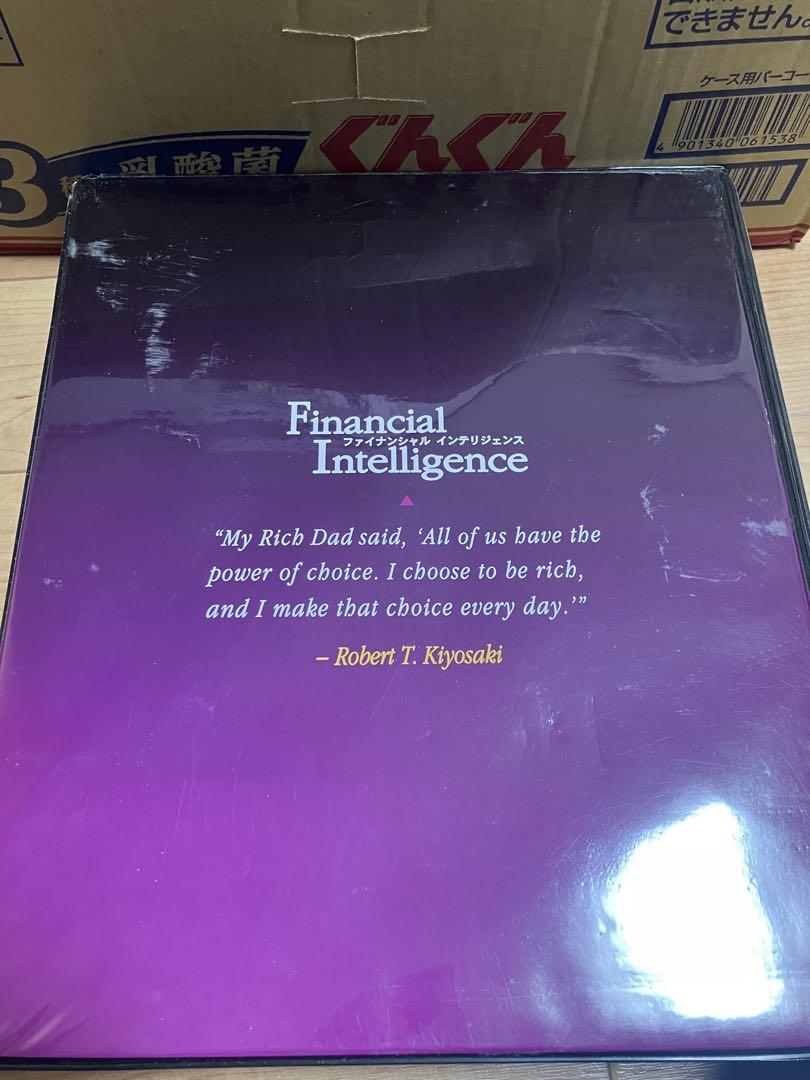 できません。
ケース用バーコー
4 901340 061538
3種 乳酸菌 ぐんぐん
Financial
ファイナンシャル インテリジェンス
Intelligence
“My Rich Dad said, ‘All of us have the
power of choice. I choose to be rich,
and I make that choice every day.’”
– Robert T. Kiyosaki